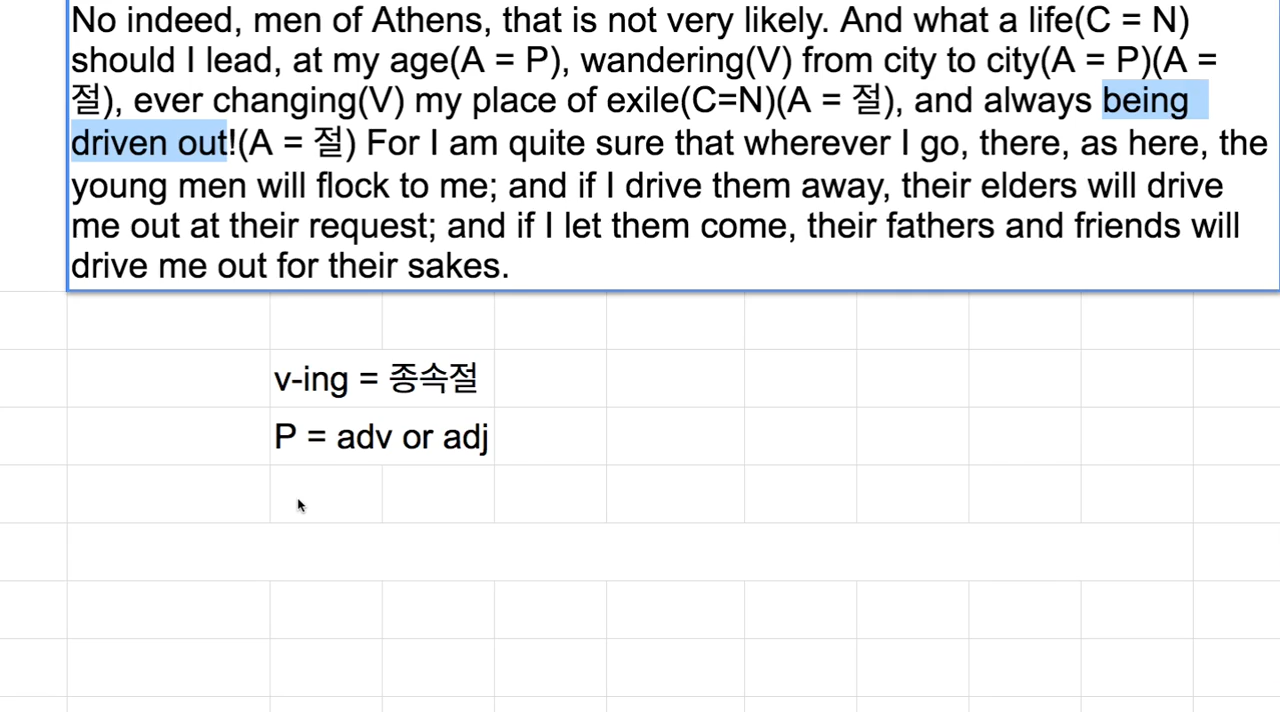 No indeed, men of Athens, that is not very likely. And what a life(C = N)
should I lead, at my age(A = P), wandering(V) from city to city(A = P)(A =
절), ever changing(V) my place of exile(C=N)(A = 절), and always being
driven out!(A = 절) For I am quite sure that wherever I go, there, as here, the
young men will flock to me; and if I drive them away, their elders will drive
me out at their request; and if I let them come, their fathers and friends will
drive me out for their sakes.
v-ing = 종속절
P = adv or adj